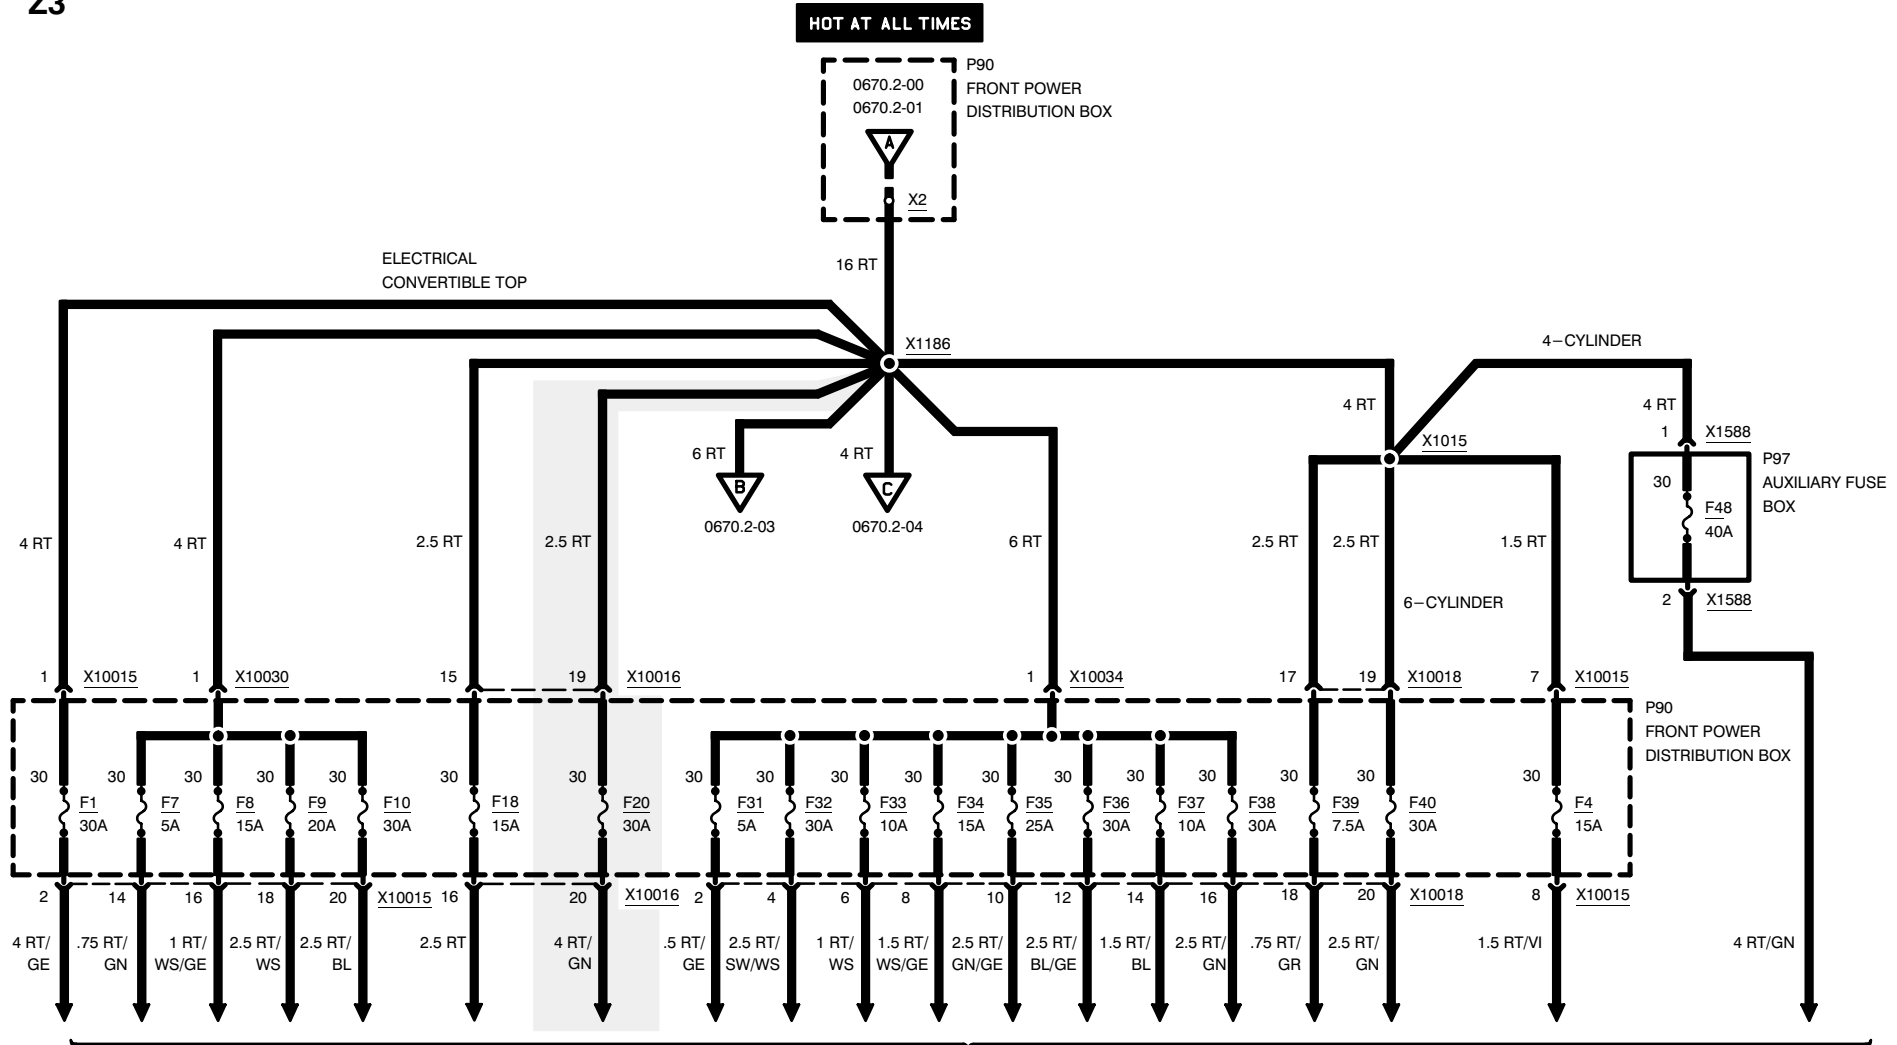 Z3
HOT AT ALL TIMES
0670.2-00
0670.2-01
A
X2
P90
FRONT POWER
DISTRIBUTION BOX
ELECTRICAL
CONVERTIBLE TOP
16 RT
X1186
4-CYLINDER
4 RT
4 RT
1
X1588
X1015
6 RT
4 RT
B
C
0670.2-03
0670.2-04
P97
AUXILIARY FUSE
BOX
30
F48
40A
4 RT
4 RT
2.5 RT
2.5 RT
6 RT
2.5 RT
2.5 RT
1.5 RT
6-CYLINDER
2
X1588
1
X10015
1
X10030
15
19
X10016
1
X10034
17
19
X10018
7
X10015
P90
FRONT POWER
DISTRIBUTION BOX
30 30 30 30 30 30 30 30 30 30 30 30 30 30 30 30 30 30
F1 F7 F8 F9 F10 F18 F20 F31 F32 F33 F34 F35 F36 F37 F38 F39 F40 F4
30A 5A 15A 20A 30A 15A 30A 5A 30A 10A 15A 25A 30A 10A 30A 7.5A 30A 15A
2 14 16 18 20 X10015 16 20 X10016 2 4 6 8 10 12 14 16 18 20 X10018 8 X10015
4 RT/ .75 RT/ 1 RT/ 2.5 RT/ 2.5 RT/ 2.5 RT 4 RT/ .5 RT/ 2.5 RT/ 1 RT/ 1.5 RT/ 2.5 RT/ 2.5 RT/ 1.5 RT/ 2.5 RT/ .75 RT/ 2.5 RT/ 1.5 RT/VI 4 RT/GN
GE GN WS/GE WS BL GN GE SW/WS WS WS/GE GN/GE BL/GE BL GN GR GN